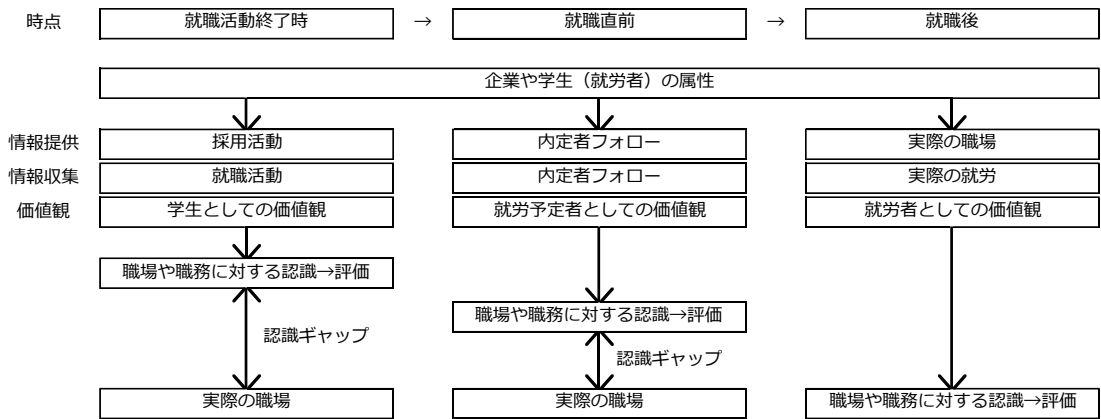 時点 就職活動終了時 → 就職直前 → 就職後
企業や学生（就労者）の属性
情報提供 採用活動 内定者フォロー 実際の職場
情報収集 就職活動 内定者フォロー 実際の就労
価値観 学生としての価値観 就労予定者としての価値観 就労者としての価値観
職場や職務に対する認識→評価
職場や職務に対する認識→評価
認識ギャップ
認識ギャップ
実際の職場 実際の職場 職場や職務に対する認識→評価